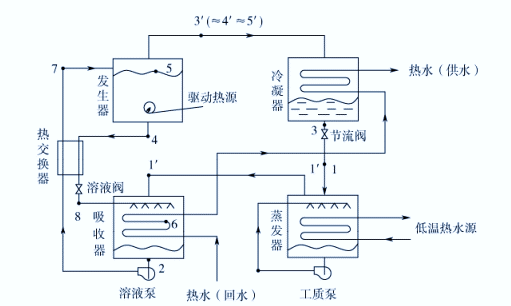 3′(≈4′≈5′)
7
5
发生器
驱动热源
冷凝器
热水（供水）
4
3
节流阀
热交换器
1′
1′
1
溶液阀
8
吸收器
6
蒸发器
低温热水源
2
溶液泵
热水（回水）
工质泵